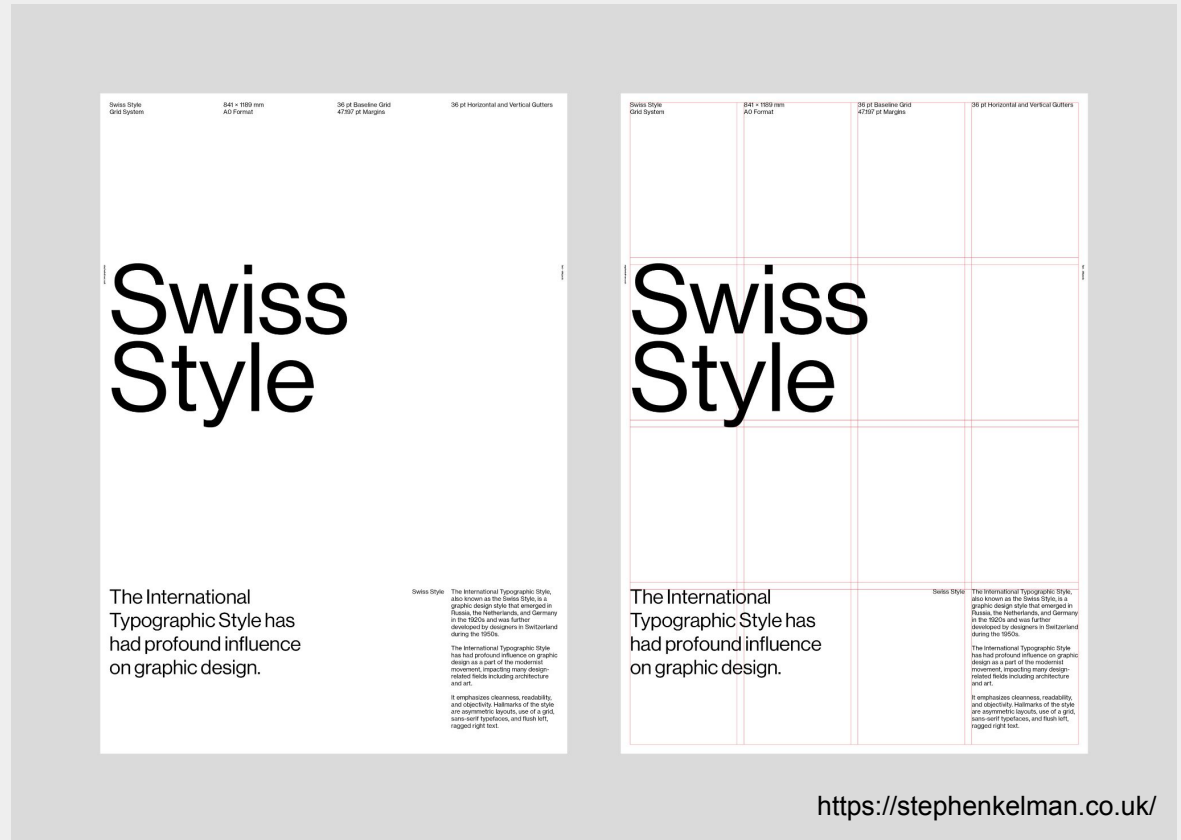 Swiss Style
Grid System
841 × 1189 mm
A0 Format
36 pt Baseline Grid
47.197 pt Margins
36 pt Horizontal and Vertical Gutters
Swiss
Style
The International
Typographic Style has
had profound influence
on graphic design.
Swiss Style
The International Typographic Style,
also known as the Swiss Style, is a
graphic design style that emerged in
Russia, the Netherlands, and Germany
in the 1920s and was further
developed by designers in Switzerland
during the 1950s.
The International Typographic Style
has had profound influence on graphic
design as a part of the modernist
movement, impacting many design-
related fields including architecture
and art.
It emphasizes cleanness, readability,
and objectivity. Hallmarks of the style
are asymmetric layouts, use of a grid,
sans-serif typefaces, and flush left,
ragged right text.
Swiss Style
Grid System
841 × 1189 mm
A0 Format
36 pt Baseline Grid
47.197 pt Margins
36 pt Horizontal and Vertical Gutters
Swiss
Style
The International
Typographic Style has
had profound influence
on graphic design.
Swiss Style
The International Typographic Style,
also known as the Swiss Style, is a
graphic design style that emerged in
Russia, the Netherlands, and Germany
in the 1920s and was further
developed by designers in Switzerland
during the 1950s.
The International Typographic Style
has had profound influence on graphic
design as a part of the modernist
movement, impacting many design-
related fields including architecture
and art.
It emphasizes cleanness, readability,
and objectivity. Hallmarks of the style
are asymmetric layouts, use of a grid,
sans-serif typefaces, and flush left,
ragged right text.
https://stephenkelman.co.uk/